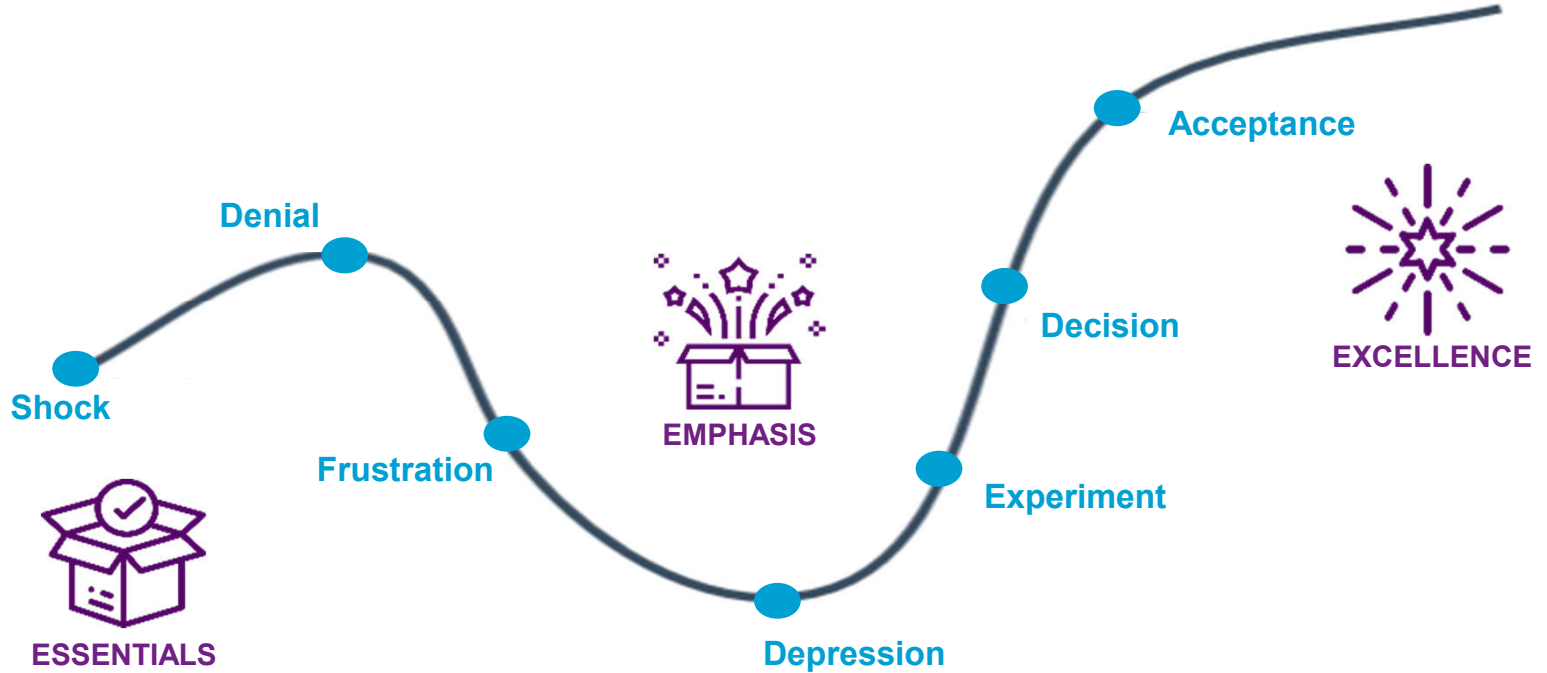 Shock
Denial
Frustration
Depression
Experiment
Decision
Acceptance
ESSENTIALS
EMPHASIS
EXCELLENCE